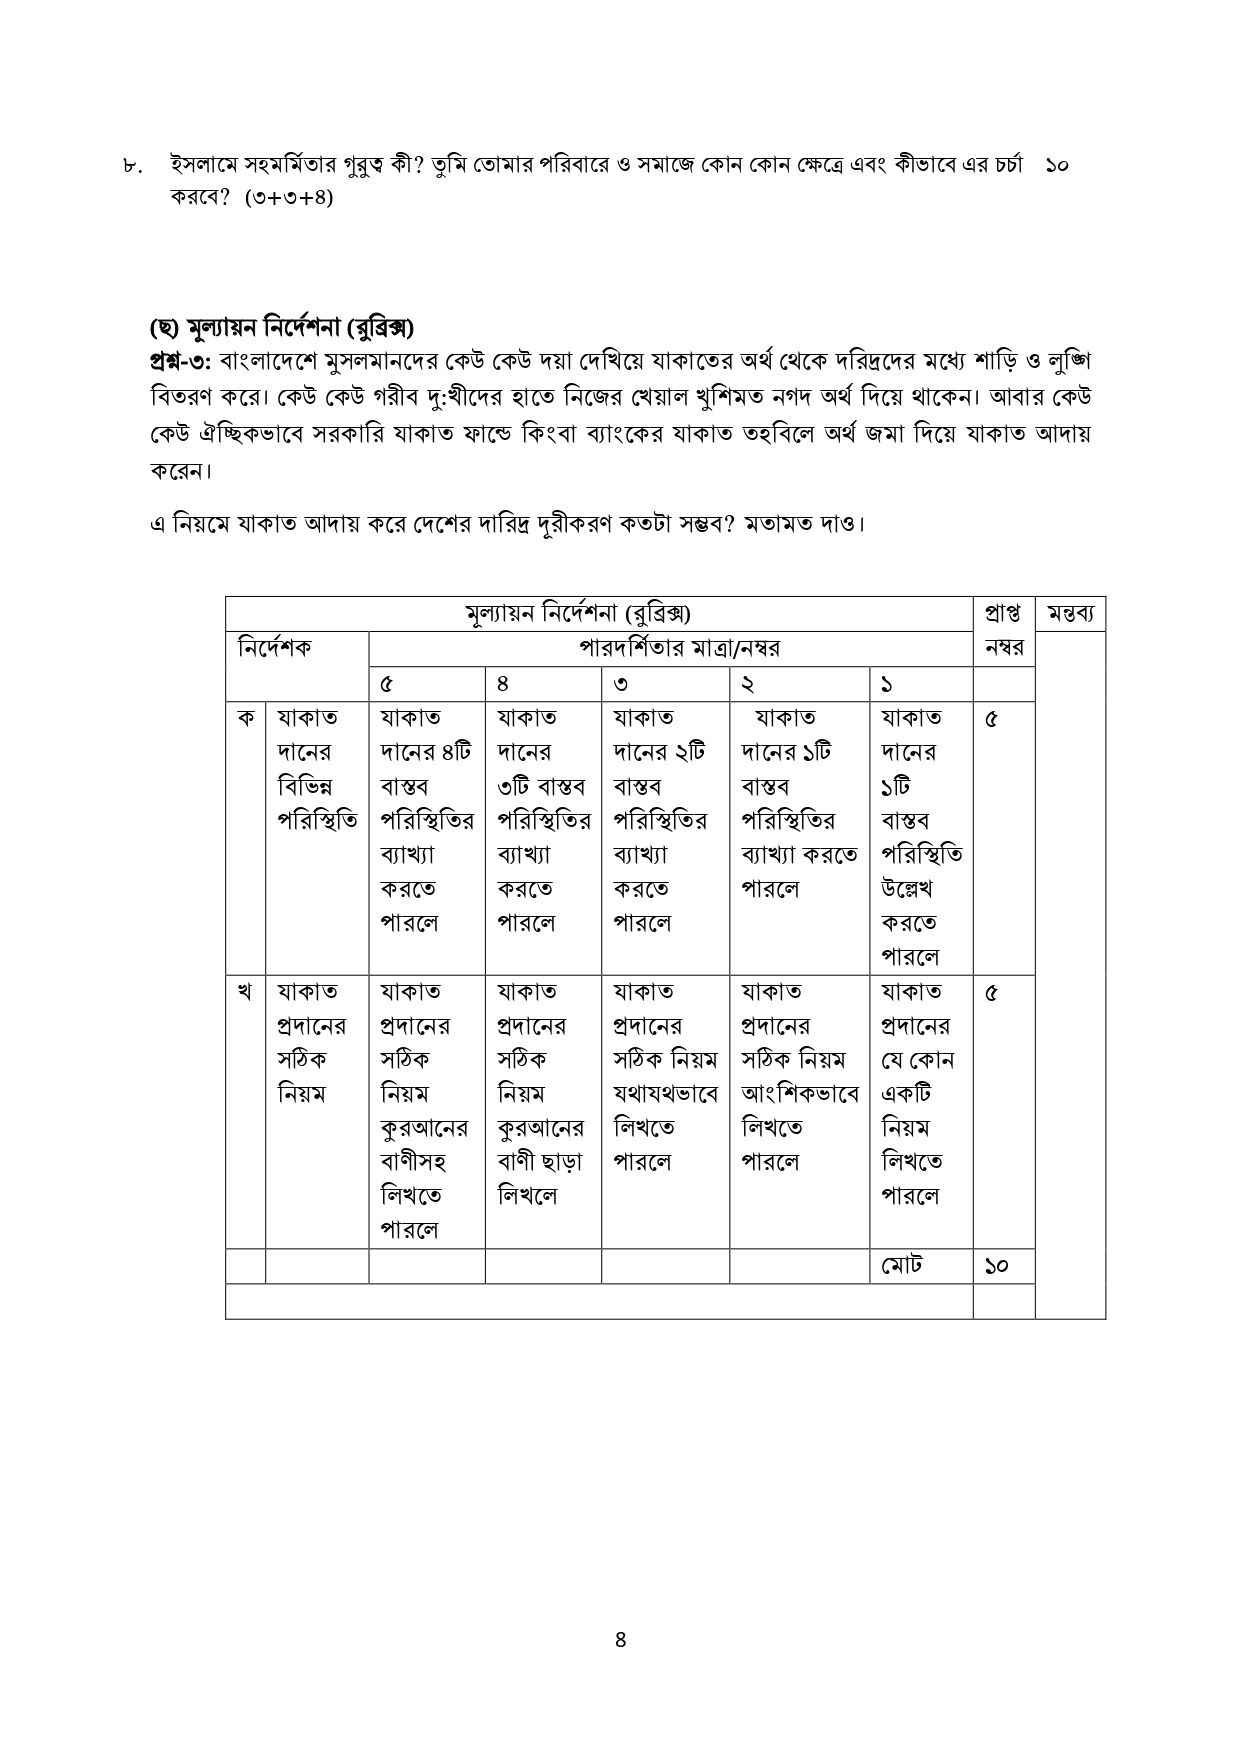 ৮. ইসলামে সহমর্মিতার গুরুত্ব কী? তুমি তোমার পরিবারে ও সমাজে কোন কোন ক্ষেত্রে এবং কীভাবে এর চর্চা ১০
করবে? (৩+৩+৪)
(ছ) মূল্যায়ন নির্দেশনা (রুব্রিক্স)
প্রশ্ন-৩: বাংলাদেশে মুসলমানদের কেউ কেউ দয়া দেখিয়ে যাকাতের অর্থ থেকে দরিদ্রদের মধ্যে শাড়ি ও লুঙ্গি
বিতরণ করে। কেউ কেউ গরীব দু:খীদের হাতে নিজের খেয়াল খুশিমত নগদ অর্থ দিয়ে থাকেন। আবার কেউ
কেউ ঐচ্ছিকভাবে সরকারি যাকাত ফান্ডে কিংবা ব্যাংকের যাকাত তহবিলে অর্থ জমা দিয়ে যাকাত আদায়
করেন।
এ নিয়মে যাকাত আদায় করে দেশের দারিদ্র দূরীকরণ কতটা সম্ভব? মতামত দাও।
মূল্যায়ন নির্দেশনা (রুব্রিক্স) প্রাপ্ত মন্তব্য
নির্দেশক পারদর্শিতার মাত্রা/নম্বর নম্বর
৫ ৪ ৩ ২ ১
ক যাকাত যাকাত যাকাত যাকাত যাকাত যাকাত ৫
দানের দানের ৪টি দানের দানের ২টি দানের ১টি দানের
বিভিন্ন বাস্তব ৩টি বাস্তব বাস্তব বাস্তব ১টি
পরিস্থিতি পরিস্থিতির পরিস্থিতির পরিস্থিতির পরিস্থিতির বাস্তব
ব্যাখ্যা ব্যাখ্যা ব্যাখ্যা ব্যাখ্যা করতে পরিস্থিতি
করতে করতে করতে পারলে উল্লেখ
পারলে পারলে পারলে করতে
পারলে
খ যাকাত যাকাত যাকাত যাকাত যাকাত যাকাত ৫
প্রদানের প্রদানের প্রদানের প্রদানের প্রদানের প্রদানের
সঠিক সঠিক সঠিক সঠিক নিয়ম সঠিক নিয়ম যে কোন
নিয়ম নিয়ম নিয়ম যথাযথভাবে আংশিকভাবে একটি
কুরআনের কুরআনের লিখতে লিখতে নিয়ম
বাণীসহ বাণী ছাড়া পারলে পারলে লিখতে
লিখতে লিখলে পারলে
পারলে
মোট ১০
8